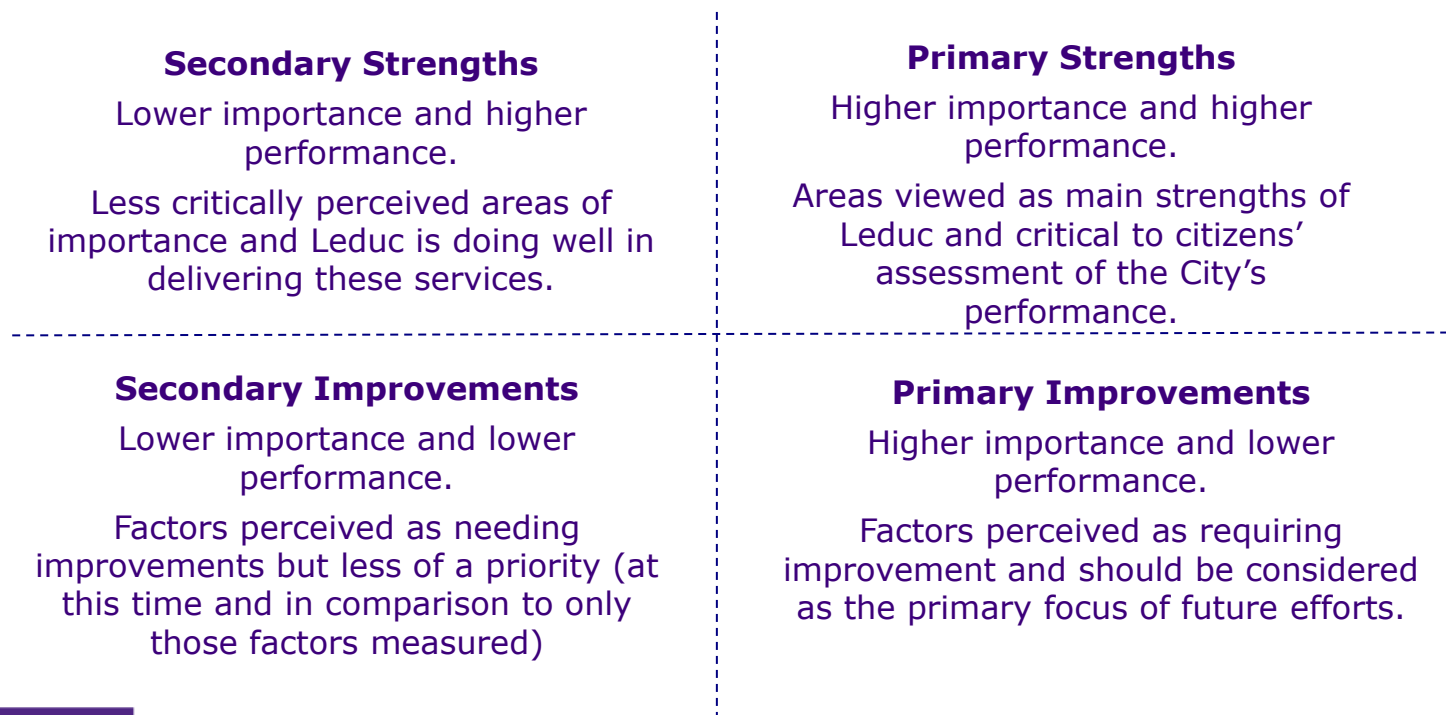 Secondary Strengths
Lower importance and higher
performance.
Less critically perceived areas of
importance and Leduc is doing well in
delivering these services.
Primary Strengths
Higher importance and higher
performance.
Areas viewed as main strengths of
Leduc and critical to citizens’
assessment of the City’s
performance.
Secondary Improvements
Lower importance and lower
performance.
Factors perceived as needing
improvements but less of a priority (at
this time and in comparison to only
those factors measured)
Primary Improvements
Higher importance and lower
performance.
Factors perceived as requiring
improvement and should be considered
as the primary focus of future efforts.